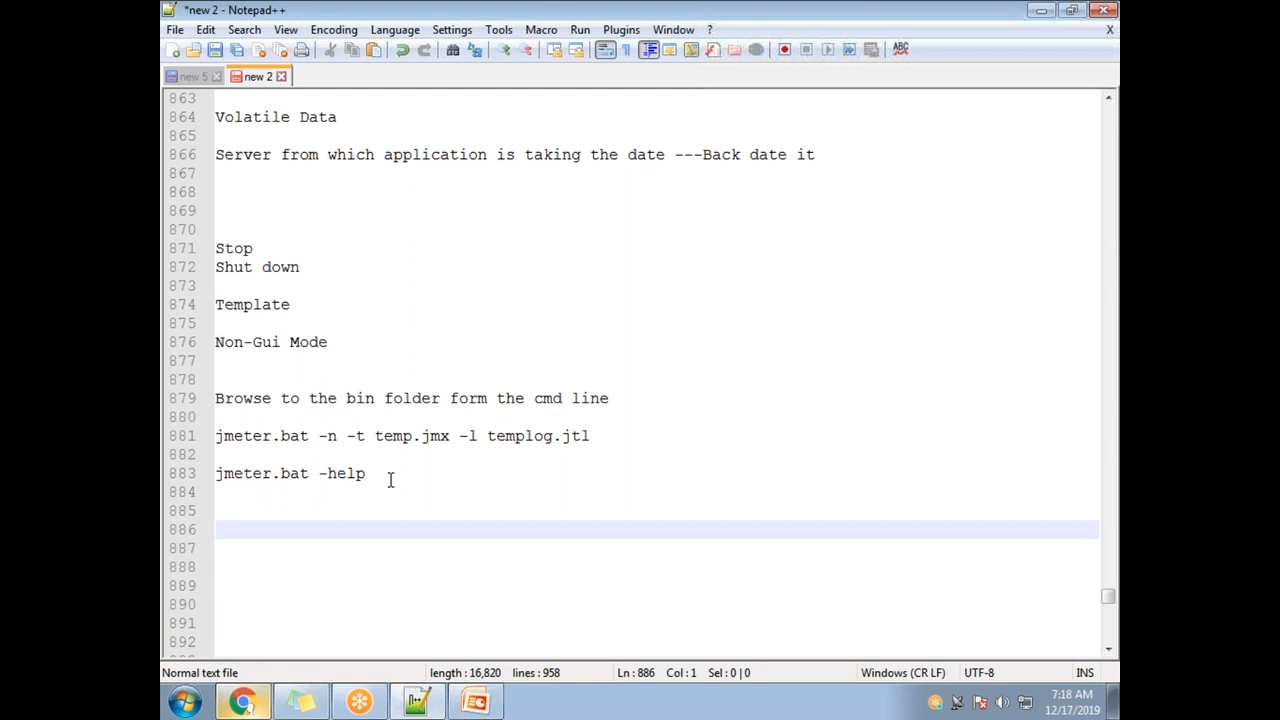 *new 2 - Notepad++
File Edit Search View Encoding Language Settings Tools Macro Run Plugins Window ? X
new 5 new 2
863
864 Volatile Data
865
866 Server from which application is taking the date ---Back date it
867
868
869
870
871 Stop
872 Shut down
873
874 Template
875
876 Non-Gui Mode
877
878
879 Browse to the bin folder form the cmd line
880
881 jmeter.bat -n -t temp.jmx -l templog.jtl
882
883 jmeter.bat -help
884
885
886
887
888
889
890
891
892
Normal text file length : 16,820 lines : 958 Ln : 886 Col : 1 Sel : 0 | 0 Windows (CR LF) UTF-8 INS
7:18 AM
12/17/2019